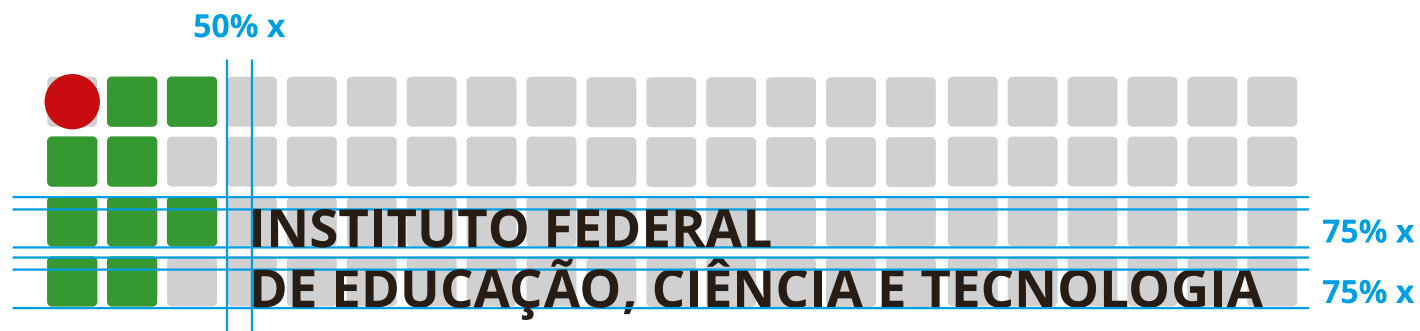 50% x
INSTITUTO FEDERAL
75% x
DE EDUCAÇÃO, CIÊNCIA E TECNOLOGIA
75% x